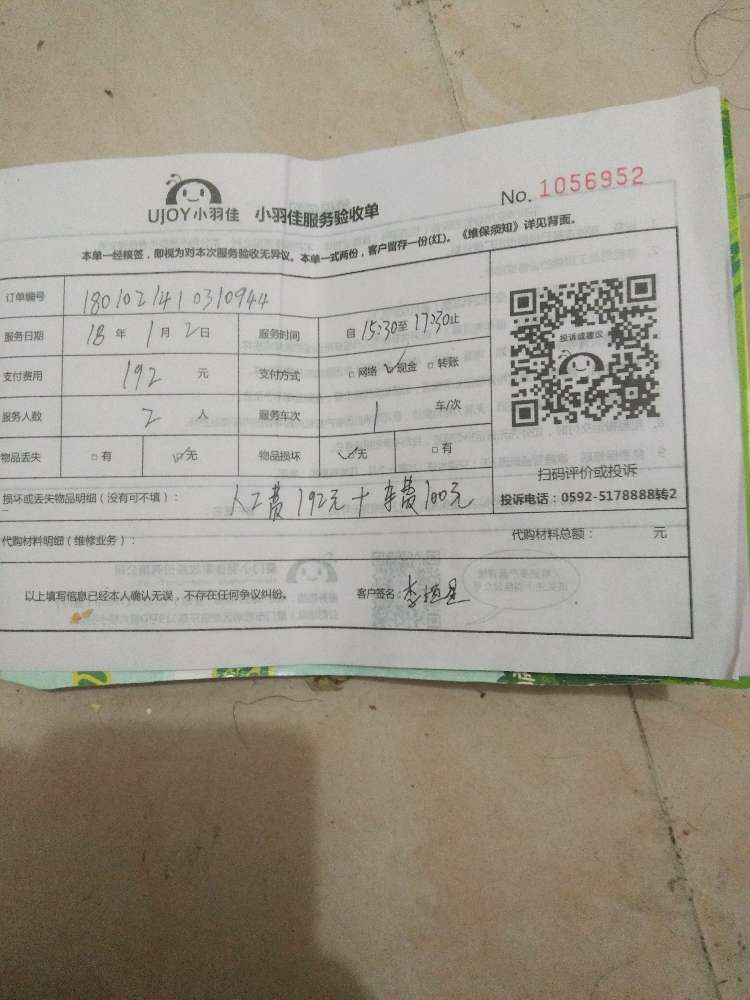 UJOY小羽佳 小羽佳服务验收单 No. 1056952
本单一经核签，即视为对本次服务验收无异议。本单一式两份，客户留存一份(红)。《维保须知》详见背面。
订单编号 1801021410310944
服务日期 18 年 1 月 2 日 服务时间 自 15:30 至 17:30 止
支付费用 192 元 支付方式 □ 网络 ☑ 现金 □ 转账
服务人数 2 人 服务车次 1 车/次
物品丢失 □ 有 ☑ 无 物品损坏 ☑ 无 □ 有
投诉或建议
扫码评价或投诉
投诉电话：0592-5178888转2
损坏或丢失物品明细（没有可不填）： 人工费192元+车费100元
代购材料明细（维修业务）： 代购材料总额： 元
以上填写信息已经本人确认无误，不存在任何争议纠纷。 客户签名：